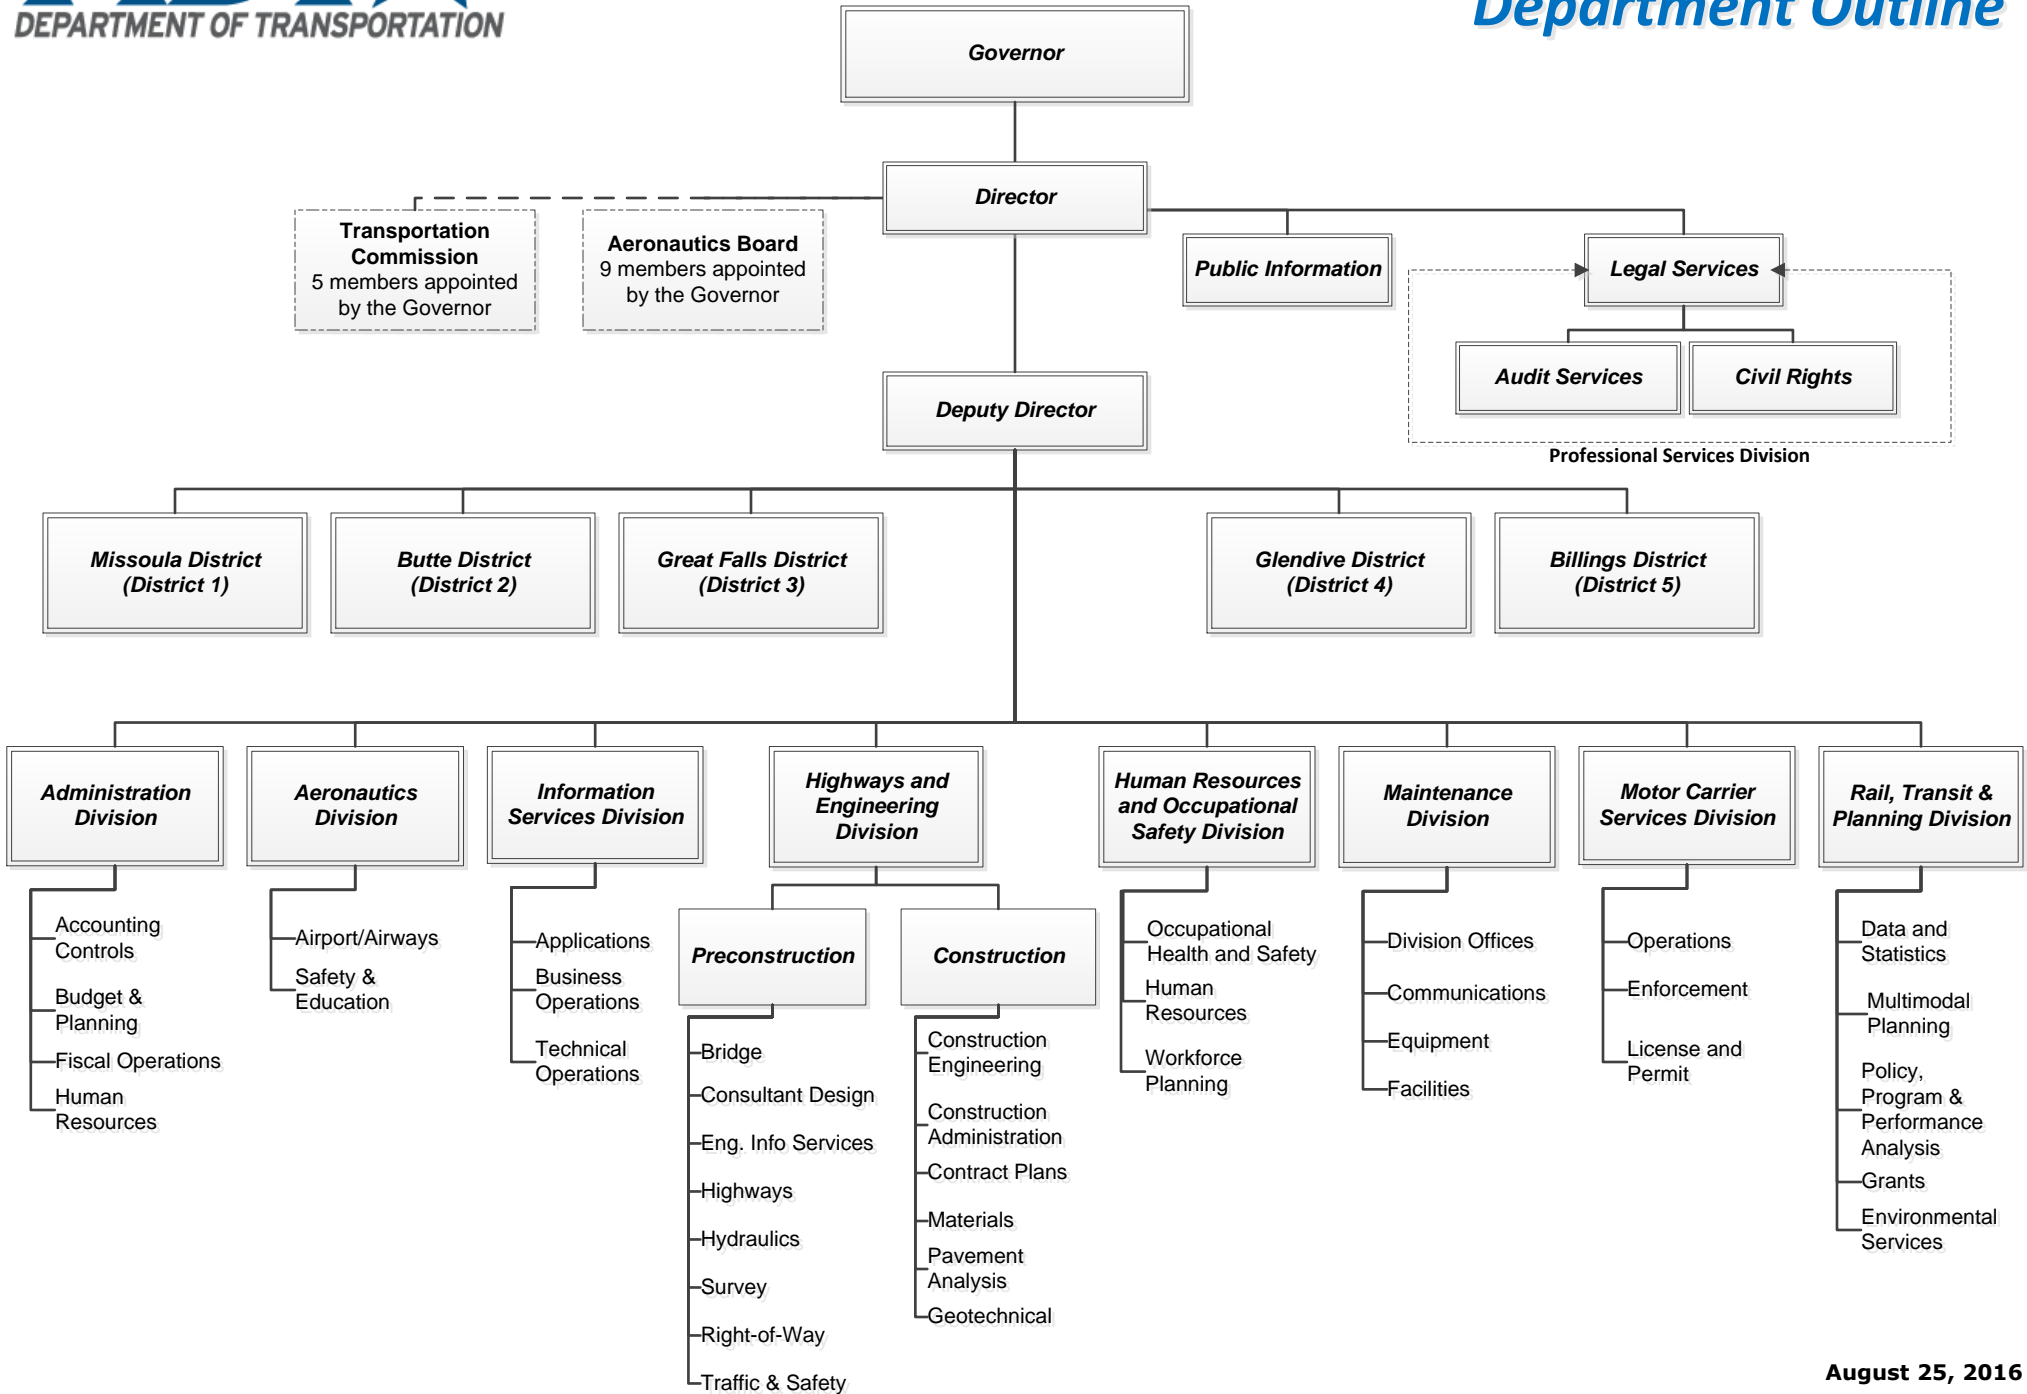 DEPARTMENT OF TRANSPORTATION
Department Outline
Governor
Director
Transportation
Commission
5 members appointed
by the Governor
Aeronautics Board
9 members appointed
by the Governor
Public Information
Legal Services
Audit Services
Civil Rights
Professional Services Division
Deputy Director
Missoula District
(District 1)
Butte District
(District 2)
Great Falls District
(District 3)
Glendive District
(District 4)
Billings District
(District 5)
Administration
Division
Accounting
Controls
Budget &
Planning
Fiscal Operations
Human
Resources
Aeronautics
Division
Airport/Airways
Safety &
Education
Information
Services Division
Applications
Business
Operations
Technical
Operations
Highways and
Engineering
Division
Preconstruction
Bridge
Consultant Design
Eng. Info Services
Highways
Hydraulics
Survey
Right-of-Way
Traffic & Safety
Construction
Construction
Engineering
Construction
Administration
Contract Plans
Materials
Pavement
Analysis
Geotechnical
Human Resources
and Occupational
Safety Division
Occupational
Health and Safety
Human
Resources
Workforce
Planning
Maintenance
Division
Division Offices
Communications
Equipment
Facilities
Motor Carrier
Services Division
Operations
Enforcement
License and
Permit
Rail, Transit &
Planning Division
Data and
Statistics
Multimodal
Planning
Policy,
Program &
Performance
Analysis
Grants
Environmental
Services
August 25, 2016